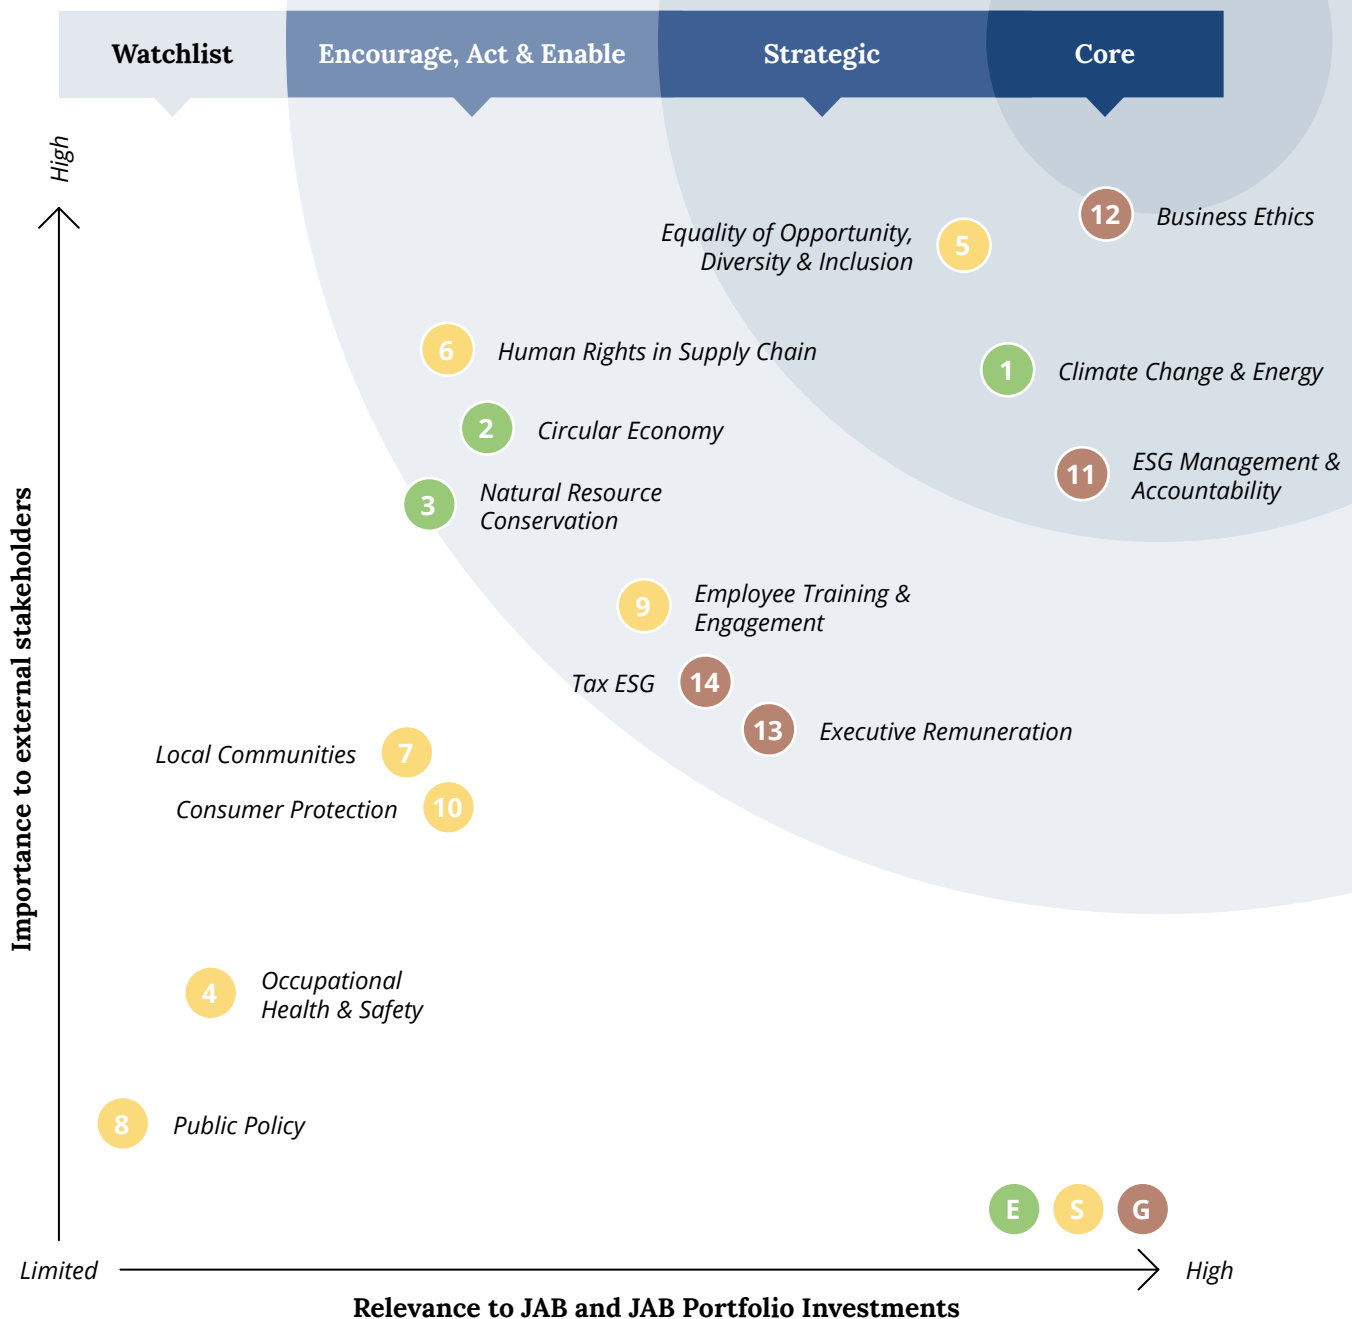 Watchlist
Encourage, Act & Enable
Strategic
Core
High
Importance to external stakeholders
12
Business Ethics
Equality of Opportunity,
Diversity & Inclusion
5
6
Human Rights in Supply Chain
1
Climate Change & Energy
2
Circular Economy
11
ESG Management &
Accountability
3
Natural Resource
Conservation
9
Employee Training &
Engagement
Tax ESG
14
13
Executive Remuneration
Local Communities
7
Consumer Protection
10
4
Occupational
Health & Safety
8
Public Policy
E
S
G
Limited
High
Relevance to JAB and JAB Portfolio Investments